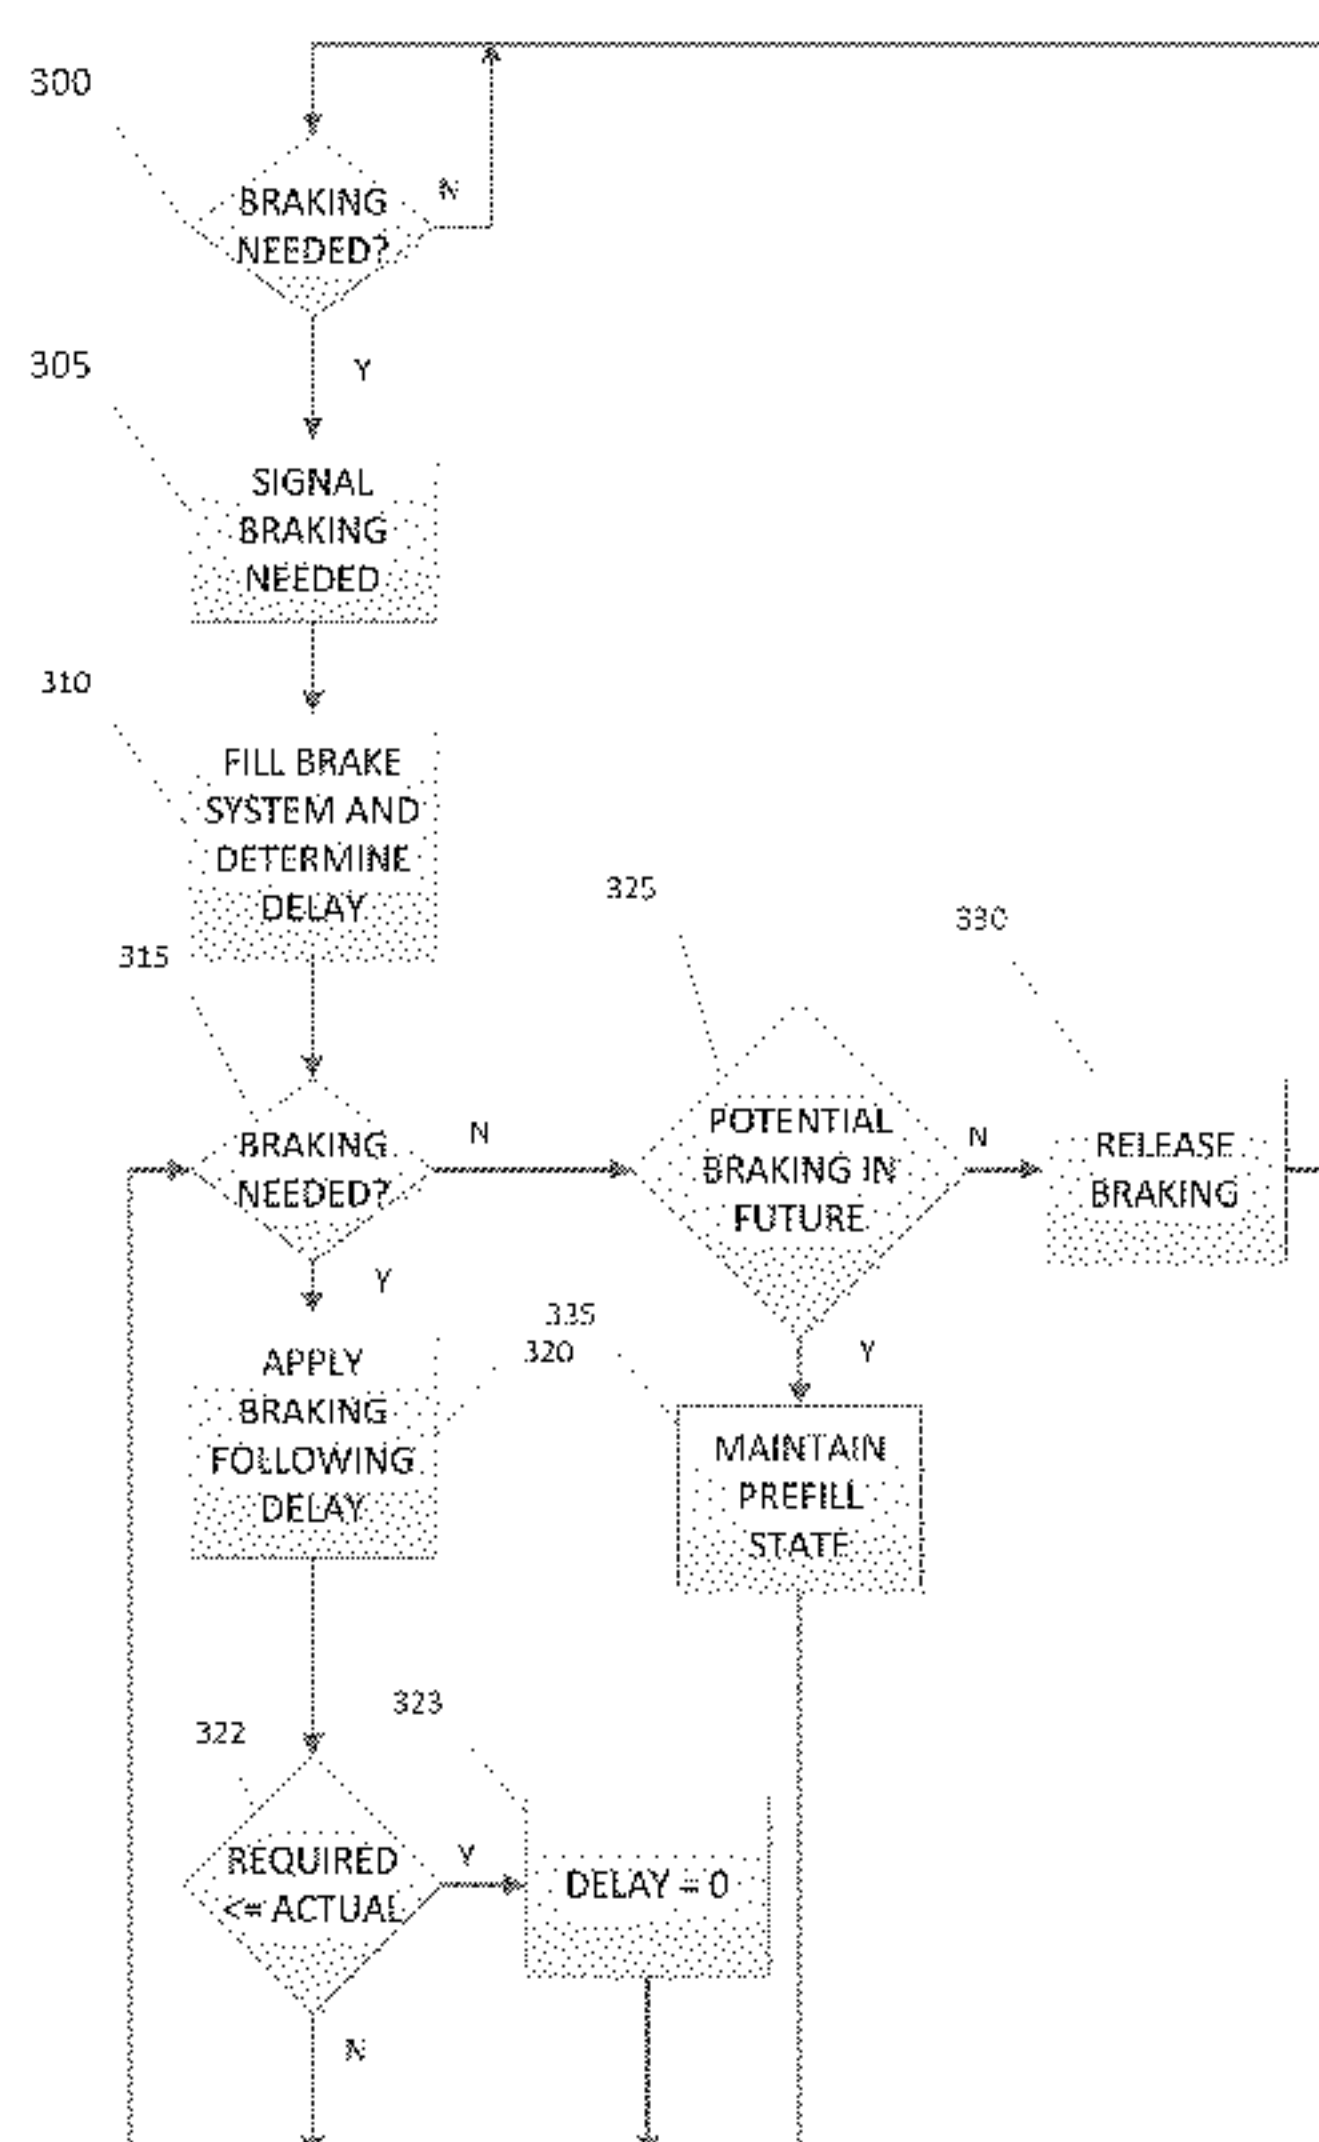 300
BRAKING
NEEDED?
N
Y
305
SIGNAL
BRAKING
NEEDED
310
FILL BRAKE
SYSTEM AND
DETERMINE
DELAY
315
BRAKING
NEEDED?
N
Y
325
POTENTIAL
BRAKING IN
FUTURE
N
Y
330
RELEASE
BRAKING
335
320
APPLY
BRAKING
FOLLOWING
DELAY
MAINTAIN
PREFILL
STATE
322
REQUIRED
<= ACTUAL
Y
N
323
DELAY = 0